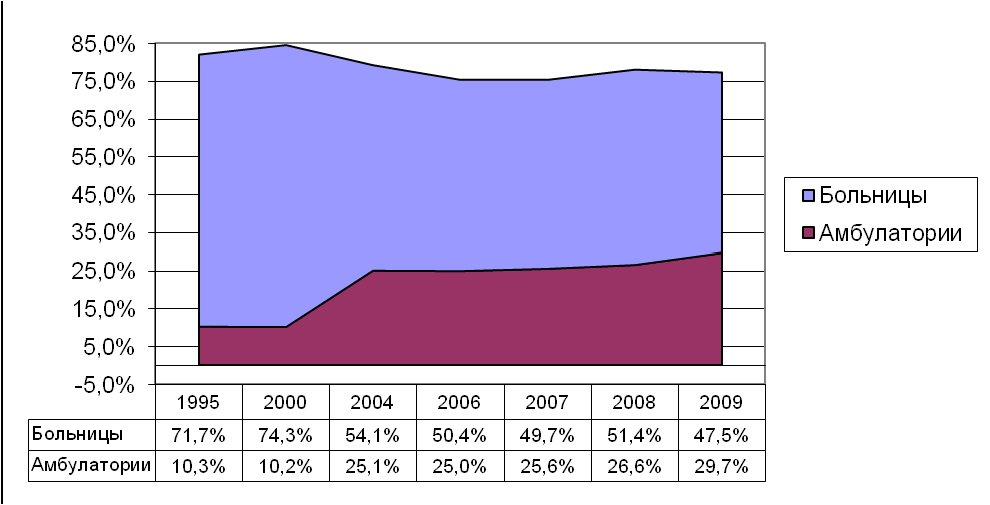 85,0%
75,0%
65,0%
55,0%
45,0%
35,0%
25,0%
15,0%
5,0%
-5,0%
Больницы
Амбулатории
1995 2000 2004 2006 2007 2008 2009
Больницы 71,7% 74,3% 54,1% 50,4% 49,7% 51,4% 47,5%
Амбулатории 10,3% 10,2% 25,1% 25,0% 25,6% 26,6% 29,7%